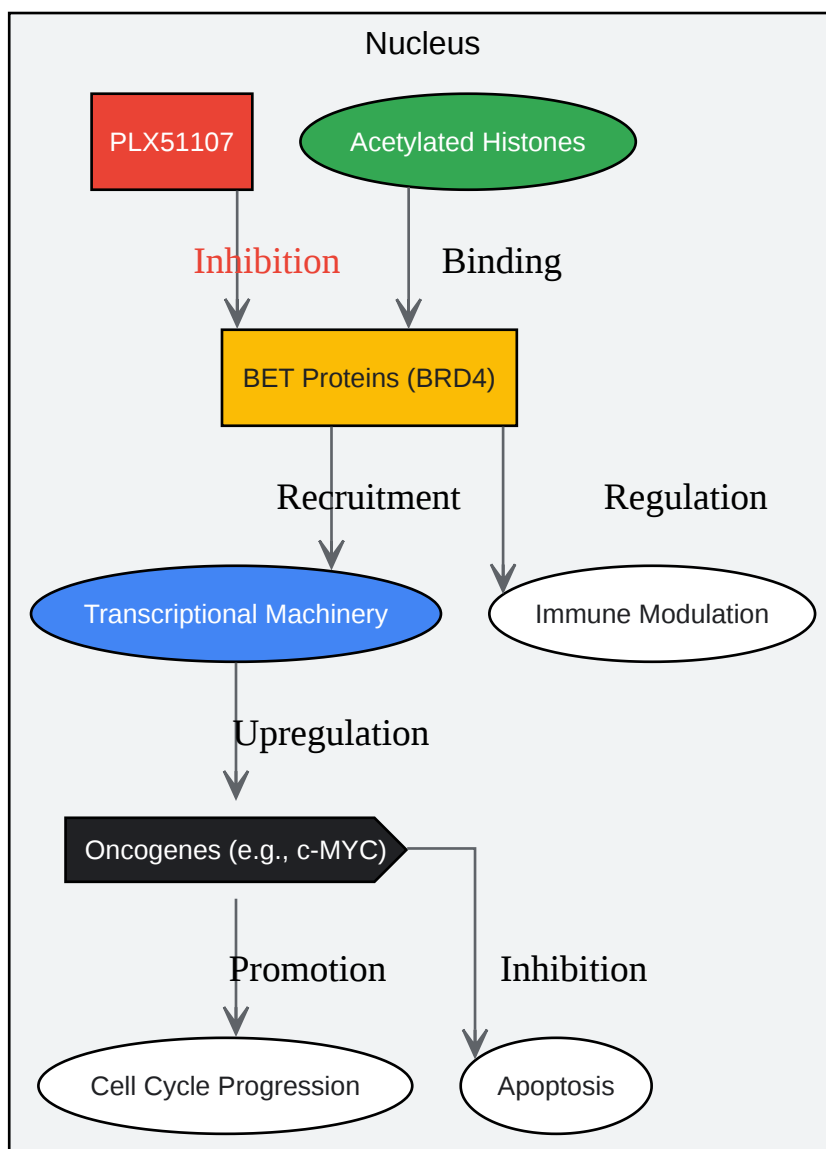 Nucleus
PLX51107
Acetylated Histones
Inhibition
Binding
BET Proteins (BRD4)
Recruitment
Regulation
Transcriptional Machinery
Immune Modulation
Upregulation
Oncogenes (e.g., c-MYC)
Promotion
Inhibition
Cell Cycle Progression
Apoptosis